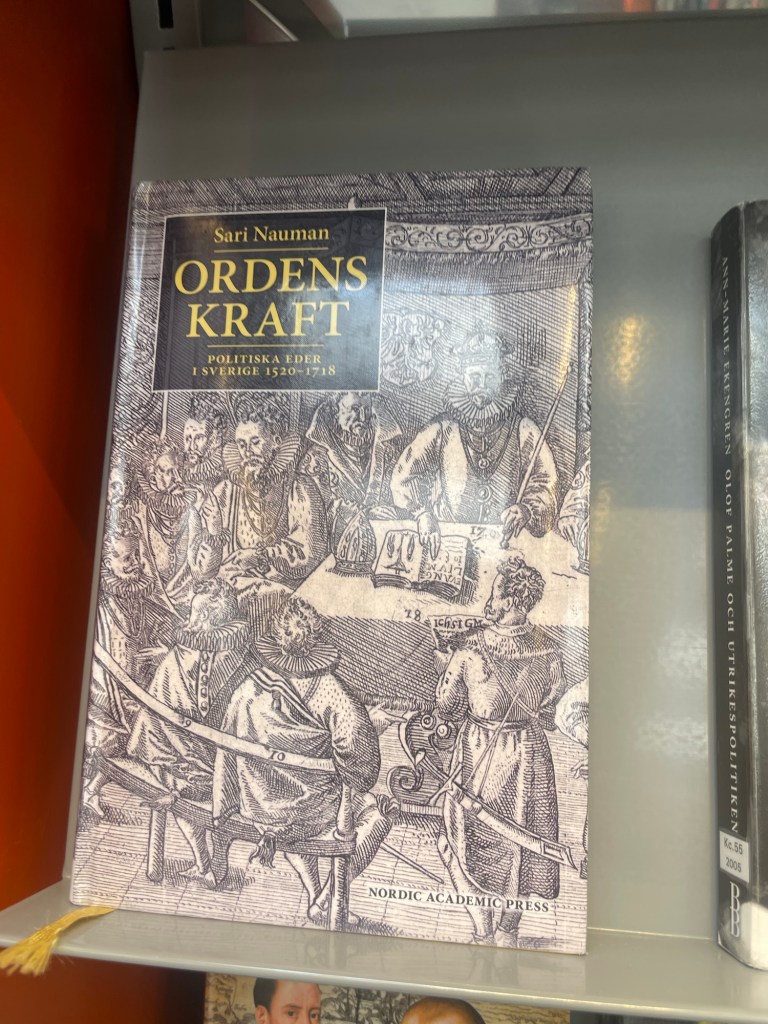 Sari Nauman
ORDENS
KRAFT
POLITISKA EDER
I SVERIGE 1520–1718
NORDIC ACADEMIC PRESS
ANN-MARIE EKENGREN OLOF PALME OCH UTRIKESPOLITIKEN
Kc.55
2005